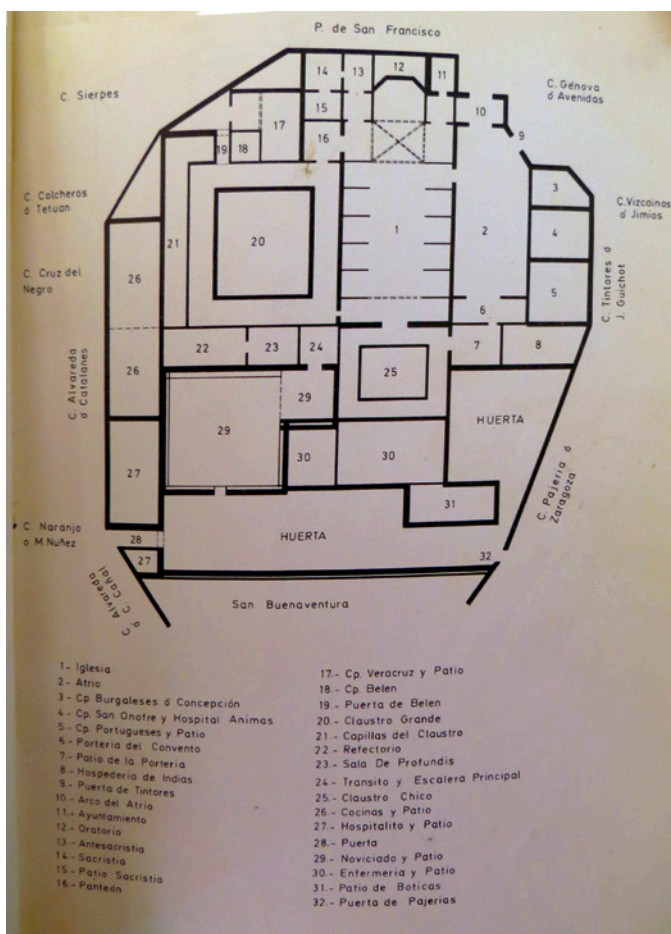 P. de San Francisco
C. Sierpes
C. Génova
ó Avenidas
14
13
12
11
10
9
15
17
16
19
18
3
C. Colcheros
ó Tetuan
C. Vizcainos
ó Jimios
21
20
1
2
4
26
C. Cruz del
Negro
5
C. Tintores ó
J. Guichot
6
22
23
24
7
8
26
C. Alvareda
ó Catalanes
25
29
29
HUERTA
30
30
27
31
C. Pajeria ó
Zaragoza
C. Naranjo
o M. Nuñez
28
HUERTA
27
32
C. Alvareda
ó C. Cañal
San Buenaventura
1.- Iglesia
2.- Atrio
3.- Cp. Burgaleses ó Concepción
4.- Cp. San Onofre y Hospital Animas
5.- Cp. Portugueses y Patio
6.- Porteria del Convento
7.- Patio de la Porteria
8.- Hospederia de Indias
9.- Puerta de Tintores
10.- Arco del Atrio
11.- Ayuntamiento
12.- Oratorio
13.- Antesacristia
14.- Sacristia
15.- Patio Sacristia
16.- Panteón
17.- Cp. Veracruz y Patio
18.- Cp. Belen
19.- Puerta de Belen
20.- Claustro Grande
21.- Capillas del Claustro
22.- Refectorio
23.- Sala De Profundis
24.- Transito y Escalera Principal
25.- Claustro Chico
26.- Cocinas y Patio
27.- Hospitalito y Patio
28.- Puerta
29.- Noviciado y Patio
30.- Enfermeria y Patio
31.- Patio de Boticas
32.- Puerta de Pajerias